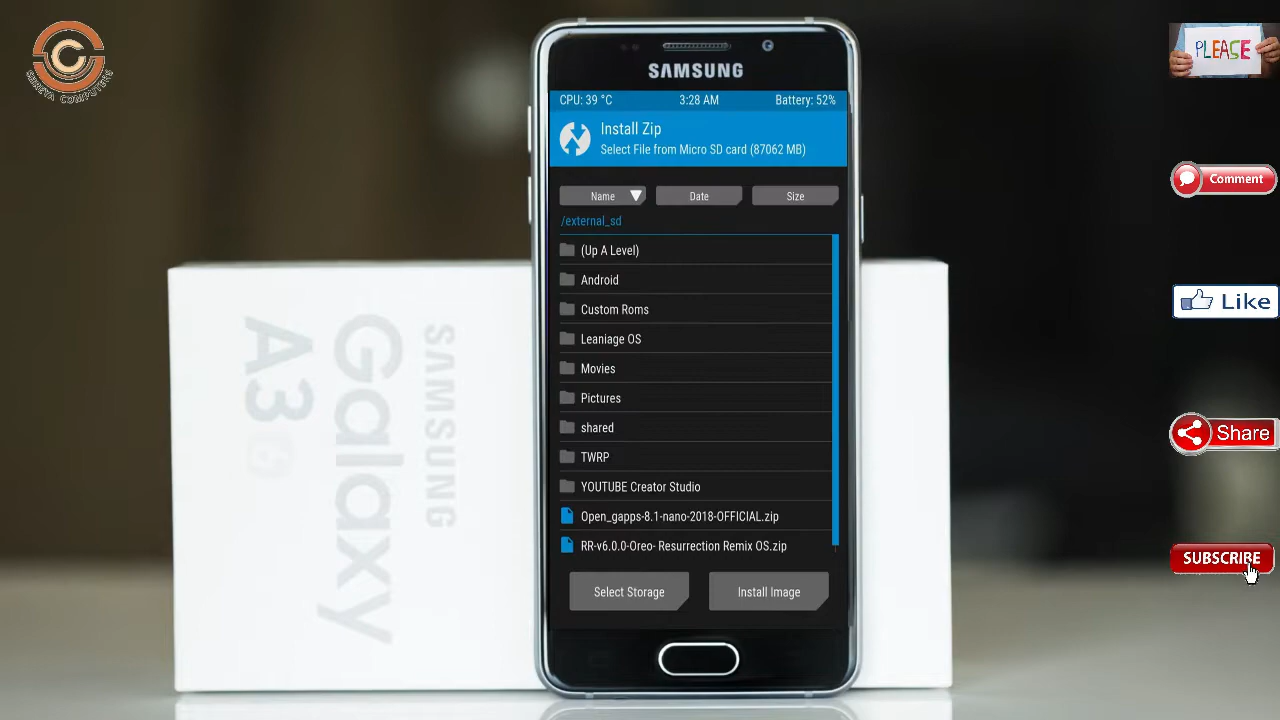 SHREYA COMPUTERS
PLEASE
SAMSUNG
CPU: 39 °C 3:28 AM Battery: 52%
Install Zip
Select File from Micro SD card (87062 MB)
Name Date Size
/external_sd
(Up A Level)
Android
Custom Roms
Leaniage OS
Movies
Pictures
shared
TWRP
YOUTUBE Creator Studio
Open_gapps-8.1-nano-2018-OFFICIAL.zip
RR-v6.0.0-Oreo- Resurrection Remix OS.zip
Select Storage Install Image
SAMSUNG
Galaxy
A3
Comment
Like
Share
SUBSCRIBE